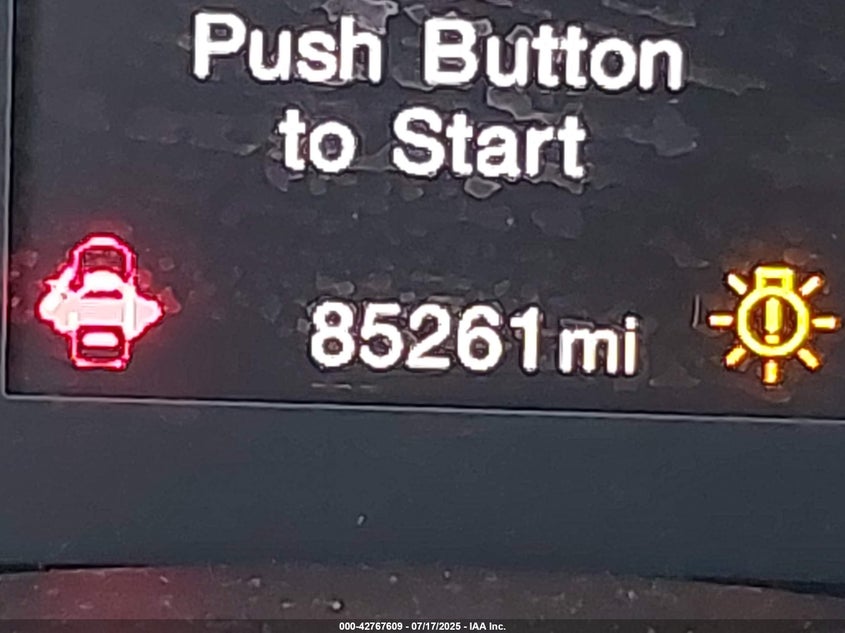 Push Button
to Start
85261 mi
000-42767609 - 07/17/2025 - IAA Inc.